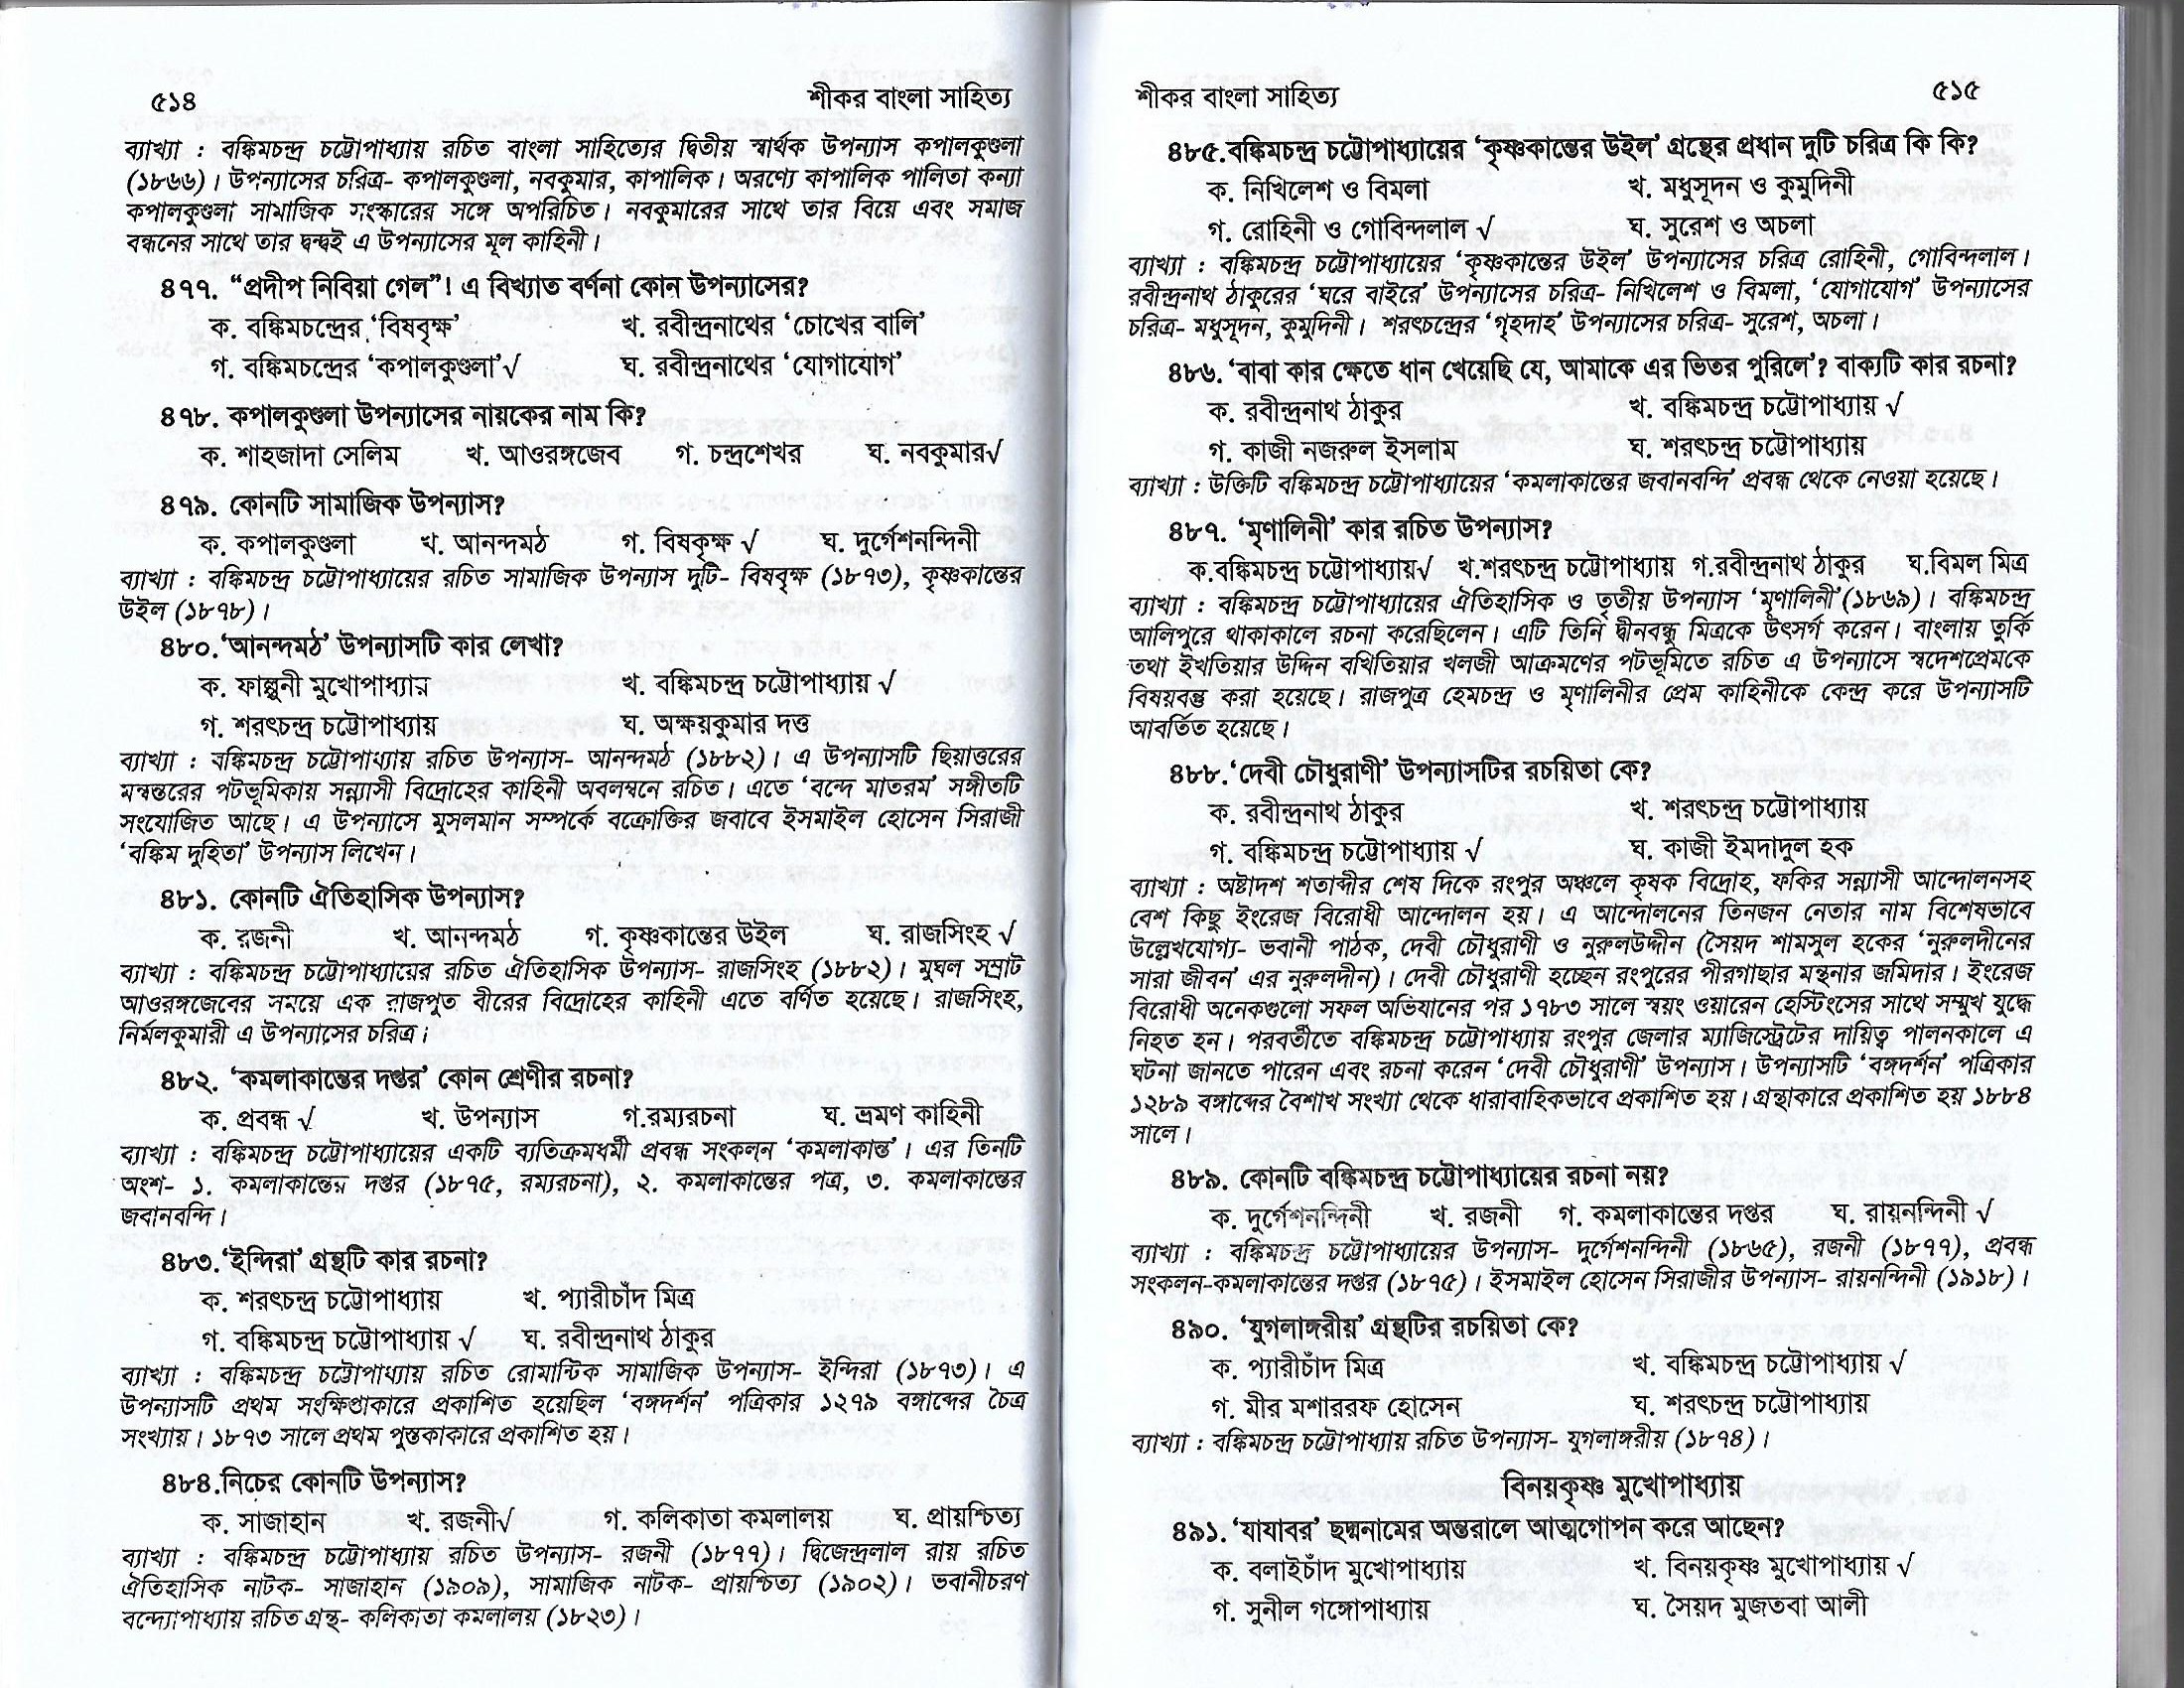 ৫১৪
শীকর বাংলা সাহিত্য
ব্যাখ্যা : বঙ্কিমচন্দ্র চট্টোপাধ্যায় রচিত বাংলা সাহিত্যের দ্বিতীয় স্বার্থক উপন্যাস কপালকুণ্ডলা
(১৮৬৬)। উপন্যাসের চরিত্র- কপালকুণ্ডলা, নবকুমার, কাপালিক। অরণ্যে কাপালিক পালিতা কন্যা
কপালকুণ্ডলা সামাজিক সংস্কারের সঙ্গে অপরিচিত। নবকুমারের সাথে তার বিয়ে এবং সমাজ
বন্ধনের সাথে তার দ্বন্দ্বই এ উপন্যাসের মূল কাহিনী।
৪৭৭. “প্রদীপ নিবিয়া গেল”! এ বিখ্যাত বর্ণনা কোন উপন্যাসের?
ক. বঙ্কিমচন্দ্রের ‘বিষবৃক্ষ’ খ. রবীন্দ্রনাথের ‘চোখের বালি’
গ. বঙ্কিমচন্দ্রের ‘কপালকুণ্ডলা’√ ঘ. রবীন্দ্রনাথের ‘যোগাযোগ’
৪৭৮. কপালকুণ্ডলা উপন্যাসের নায়কের নাম কি?
ক. শাহজাদা সেলিম খ. আওরঙ্গজেব গ. চন্দ্রশেখর ঘ. নবকুমার√
৪৭৯. কোনটি সামাজিক উপন্যাস?
ক. কপালকুণ্ডলা খ. আনন্দমঠ গ. বিষকৃক্ষ √ ঘ. দুর্গেশনন্দিনী
ব্যাখ্যা : বঙ্কিমচন্দ্র চট্টোপাধ্যায়ের রচিত সামাজিক উপন্যাস দুটি- বিষবৃক্ষ (১৮৭৩), কৃষ্ণকান্তের
উইল (১৮৭৮)।
৪৮০. ‘আনন্দমঠ’ উপন্যাসটি কার লেখা?
ক. ফাল্গুনী মুখোপাধ্যায় খ. বঙ্কিমচন্দ্র চট্টোপাধ্যায় √
গ. শরৎচন্দ্র চট্টোপাধ্যায় ঘ. অক্ষয়কুমার দত্ত
ব্যাখ্যা : বঙ্কিমচন্দ্র চট্টোপাধ্যায় রচিত উপন্যাস- আনন্দমঠ (১৮৮২)। এ উপন্যাসটি ছিয়াত্তরের
মন্বন্তরের পটভূমিকায় সন্ন্যাসী বিদ্রোহের কাহিনী অবলম্বনে রচিত। এতে ‘বন্দে মাতরম’ সঙ্গীতটি
সংযোজিত আছে। এ উপন্যাসে মুসলমান সম্পর্কে বক্রোক্তির জবাবে ইসমাইল হোসেন সিরাজী
‘বঙ্কিম দুহিতা’ উপন্যাস লিখেন।
৪৮১. কোনটি ঐতিহাসিক উপন্যাস?
ক. রজনী খ. আনন্দমঠ গ. কৃষ্ণকান্তের উইল ঘ. রাজসিংহ √
ব্যাখ্যা : বঙ্কিমচন্দ্র চট্টোপাধ্যায়ের রচিত ঐতিহাসিক উপন্যাস- রাজসিংহ (১৮৮২)। মুঘল সম্রাট
আওরঙ্গজেবের সময়ে এক রাজপুত বীরের বিদ্রোহের কাহিনী এতে বর্ণিত হয়েছে। রাজসিংহ,
নির্মলকুমারী এ উপন্যাসের চরিত্র।
৪৮২. ‘কমলাকান্তের দপ্তর’ কোন শ্রেণীর রচনা?
ক. প্রবন্ধ √ খ. উপন্যাস গ.রম্যরচনা ঘ. ভ্রমণ কাহিনী
ব্যাখ্যা : বঙ্কিমচন্দ্র চট্টোপাধ্যায়ের একটি ব্যতিক্রমধর্মী প্রবন্ধ সংকলন ‘কমলাকান্ত’। এর তিনটি
অংশ- ১. কমলাকান্তের দপ্তর (১৮৭৫, রম্যরচনা), ২. কমলাকান্তের পত্র, ৩. কমলাকান্তের
জবানবন্দি।
৪৮৩. ‘ইন্দিরা’ গ্রন্থটি কার রচনা?
ক. শরৎচন্দ্র চট্টোপাধ্যায় খ. প্যারীচাঁদ মিত্র
গ. বঙ্কিমচন্দ্র চট্টোপাধ্যায় √ ঘ. রবীন্দ্রনাথ ঠাকুর
ব্যাখ্যা : বঙ্কিমচন্দ্র চট্টোপাধ্যায় রচিত রোমান্টিক সামাজিক উপন্যাস- ইন্দিরা (১৮৭৩)। এ
উপন্যাসটি প্রথম সংক্ষিপ্তাকারে প্রকাশিত হয়েছিল ‘বঙ্গদর্শন’ পত্রিকার ১২৭৯ বঙ্গাব্দের চৈত্র
সংখ্যায়। ১৮৭৩ সালে প্রথম পুস্তকাকারে প্রকাশিত হয়।
৪৮৪.নিচের কোনটি উপন্যাস?
ক. সাজাহান খ. রজনী√ গ. কলিকাতা কমলালয় ঘ. প্রায়শ্চিত্য
ব্যাখ্যা : বঙ্কিমচন্দ্র চট্টোপাধ্যায় রচিত উপন্যাস- রজনী (১৮৭৭)। দ্বিজেন্দ্রলাল রায় রচিত
ঐতিহাসিক নাটক- সাজাহান (১৯০৯), সামাজিক নাটক- প্রায়শ্চিত্য (১৯০২)। ভবানীচরণ
বন্দ্যোপাধ্যায় রচিত গ্রন্থ- কলিকাতা কমলালয় (১৮২৩)।
শীকর বাংলা সাহিত্য
৫১৫
৪৮৫.বঙ্কিমচন্দ্র চট্টোপাধ্যায়ের ‘কৃষ্ণকান্তের উইল’ গ্রন্থের প্রধান দুটি চরিত্র কি কি?
ক. নিখিলেশ ও বিমলা খ. মধুসূদন ও কুমুদিনী
গ. রোহিনী ও গোবিন্দলাল √ ঘ. সুরেশ ও অচলা
ব্যাখ্যা : বঙ্কিমচন্দ্র চট্টোপাধ্যায়ের ‘কৃষ্ণকান্তের উইল’ উপন্যাসের চরিত্র রোহিনী, গোবিন্দলাল।
রবীন্দ্রনাথ ঠাকুরের ‘ঘরে বাইরে’ উপন্যাসের চরিত্র- নিখিলেশ ও বিমলা, ‘যোগাযোগ’ উপন্যাসের
চরিত্র- মধুসূদন, কুমুদিনী। শরৎচন্দ্রের ‘গৃহদাহ’ উপন্যাসের চরিত্র- সুরেশ, অচলা।
৪৮৬. ‘বাবা কার ক্ষেতে ধান খেয়েছি যে, আমাকে এর ভিতর পুরিলে’? বাক্যটি কার রচনা?
ক. রবীন্দ্রনাথ ঠাকুর খ. বঙ্কিমচন্দ্র চট্টোপাধ্যায় √
গ. কাজী নজরুল ইসলাম ঘ. শরৎচন্দ্র চট্টোপাধ্যায়
ব্যাখ্যা : উক্তিটি বঙ্কিমচন্দ্র চট্টোপাধ্যায়ের ‘কমলাকান্তের জবানবন্দি’ প্রবন্ধ থেকে নেওয়া হয়েছে।
৪৮৭. ‘মৃণালিনী’ কার রচিত উপন্যাস?
ক.বঙ্কিমচন্দ্র চট্টোপাধ্যায়√ খ.শরৎচন্দ্র চট্টোপাধ্যায় গ.রবীন্দ্রনাথ ঠাকুর ঘ.বিমল মিত্র
ব্যাখ্যা : বঙ্কিমচন্দ্র চট্টোপাধ্যায়ের ঐতিহাসিক ও তৃতীয় উপন্যাস ‘মৃণালিনী’(১৮৬৯)। বঙ্কিমচন্দ্র
আলিপুরে থাকাকালে রচনা করেছিলেন। এটি তিনি দ্বীনবন্ধু মিত্রকে উৎসর্গ করেন। বাংলায় তুর্কি
তথা ইখতিয়ার উদ্দিন বখিতিয়ার খলজী আক্রমণের পটভূমিতে রচিত এ উপন্যাসে স্বদেশপ্রেমকে
বিষয়বস্তু করা হয়েছে। রাজপুত্র হেমচন্দ্র ও মৃণালিনীর প্রেম কাহিনীকে কেন্দ্র করে উপন্যাসটি
আবর্তিত হয়েছে।
৪৮৮.‘দেবী চৌধুরাণী’ উপন্যাসটির রচয়িতা কে?
ক. রবীন্দ্রনাথ ঠাকুর খ. শরৎচন্দ্র চট্টোপাধ্যায়
গ. বঙ্কিমচন্দ্র চট্টোপাধ্যায় √ ঘ. কাজী ইমদাদুল হক
ব্যাখ্যা : অষ্টাদশ শতাব্দীর শেষ দিকে রংপুর অঞ্চলে কৃষক বিদ্রোহ, ফকির সন্ন্যাসী আন্দোলনসহ
বেশ কিছু ইংরেজ বিরোধী আন্দোলন হয়। এ আন্দোলনের তিনজন নেতার নাম বিশেষভাবে
উল্লেখযোগ্য- ভবানী পাঠক, দেবী চৌধুরাণী ও নুরুলউদ্দীন (সৈয়দ শামসুল হকের ‘নুরুলদীনের
সারা জীবন’ এর নুরুলদীন)। দেবী চৌধুরাণী হচ্ছেন রংপুরের পীরগাছার মন্থনার জমিদার। ইংরেজ
বিরোধী অনেকগুলো সফল অভিযানের পর ১৭৮৩ সালে স্বয়ং ওয়ারেন হেস্টিংসের সাথে সম্মুখ যুদ্ধে
নিহত হন। পরবর্তীতে বঙ্কিমচন্দ্র চট্টোপাধ্যায় রংপুর জেলার ম্যাজিস্ট্রেটের দায়িত্ব পালনকালে এ
ঘটনা জানতে পারেন এবং রচনা করেন ‘দেবী চৌধুরাণী’ উপন্যাস। উপন্যাসটি ‘বঙ্গদর্শন’ পত্রিকার
১২৮৯ বঙ্গাব্দের বৈশাখ সংখ্যা থেকে ধারাবাহিকভাবে প্রকাশিত হয়। গ্রন্থাকারে প্রকাশিত হয় ১৮৮৪
সালে।
৪৮৯. কোনটি বঙ্কিমচন্দ্র চট্টোপাধ্যায়ের রচনা নয়?
ক. দুর্গেশনন্দিনী খ. রজনী গ. কমলাকান্তের দপ্তর ঘ. রায়নন্দিনী √
ব্যাখ্যা : বঙ্কিমচন্দ্র চট্টোপাধ্যায়ের উপন্যাস- দুর্গেশনন্দিনী (১৮৬৫), রজনী (১৮৭৭), প্রবন্ধ
সংকলন-কমলাকান্তের দপ্তর (১৮৭৫)। ইসমাইল হোসেন সিরাজীর উপন্যাস- রায়নন্দিনী (১৯১৮)।
৪৯০. ‘যুগলাঙ্গরীয়’ গ্রন্থটির রচয়িতা কে?
ক. প্যারীচাঁদ মিত্র খ. বঙ্কিমচন্দ্র চট্টোপাধ্যায় √
গ. মীর মশাররফ হোসেন ঘ. শরৎচন্দ্র চট্টোপাধ্যায়
ব্যাখ্যা : বঙ্কিমচন্দ্র চট্টোপাধ্যায় রচিত উপন্যাস- যুগলাঙ্গরীয় (১৮৭৪)।
বিনয়কৃষ্ণ মুখোপাধ্যায়
৪৯১. ‘যাযাবর’ ছদ্মনামের অন্তরালে আত্মগোপন করে আছেন?
ক. বলাইচাঁদ মুখোপাধ্যায় খ. বিনয়কৃষ্ণ মুখোপাধ্যায় √
গ. সুনীল গঙ্গোপাধ্যায় ঘ. সৈয়দ মুজতবা আলী